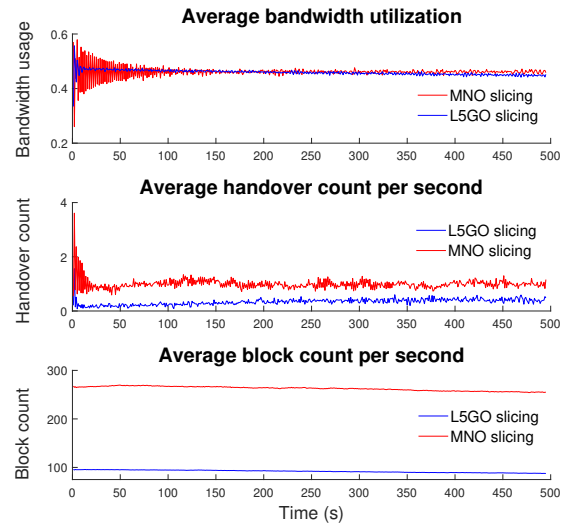 Average bandwidth utilization
Bandwidth usage
0.6
0.4
0.2
MNO slicing
L5GO slicing
0 50 100 150 200 250 300 350 400 450 500
Average handover count per second
Handover count
4
2
0
L5GO slicing
MNO slicing
0 50 100 150 200 250 300 350 400 450 500
Average block count per second
Block count
300
200
100
L5GO slicing
MNO slicing
0 50 100 150 200 250 300 350 400 450 500
Time (s)